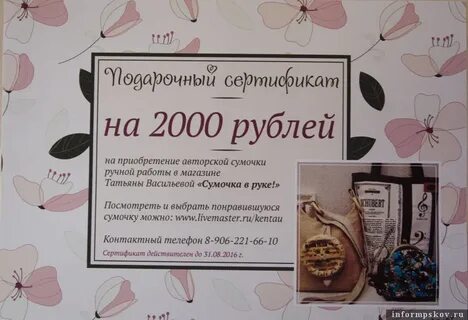 Подарочный сертификат
на 2000 рублей
на приобретение авторской сумочки
ручной работы в магазине
Татьяны Васильевой «Сумочка в руке!»
Посмотреть и выбрать понравившуюся
сумочку можно: www.livemaster.ru/kentau
Контактный телефон 8-906-221-66-10
Сертификат действителен до 31.08.2016 г.
informpskov.ru